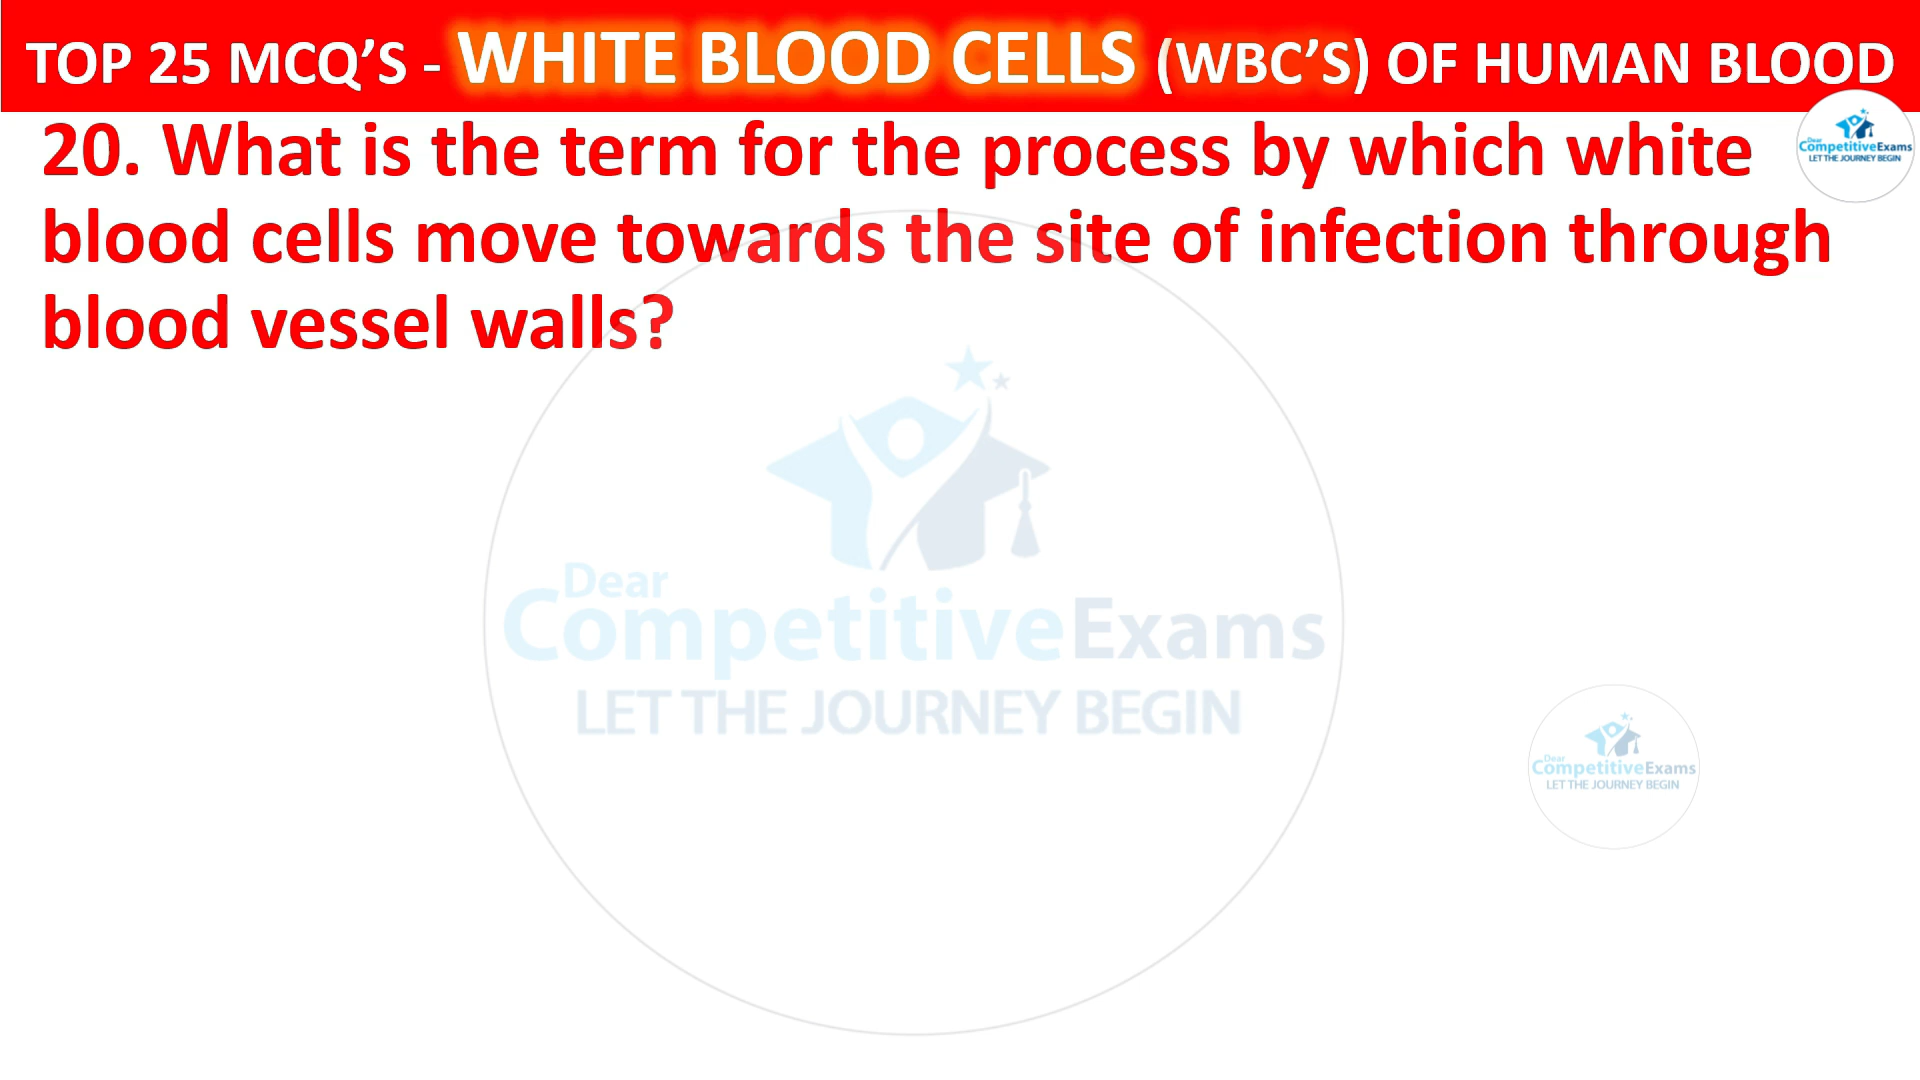 TOP 25 MCQ’S - WHITE BLOOD CELLS (WBC’S) OF HUMAN BLOOD
20. What is the term for the process by which white
blood cells move towards the site of infection through
blood vessel walls?
Dear
CompetitiveExams
LET THE JOURNEY BEGIN
Dear
CompetitiveExams
LET THE JOURNEY BEGIN
Dear
CompetitiveExams
LET THE JOURNEY BEGIN